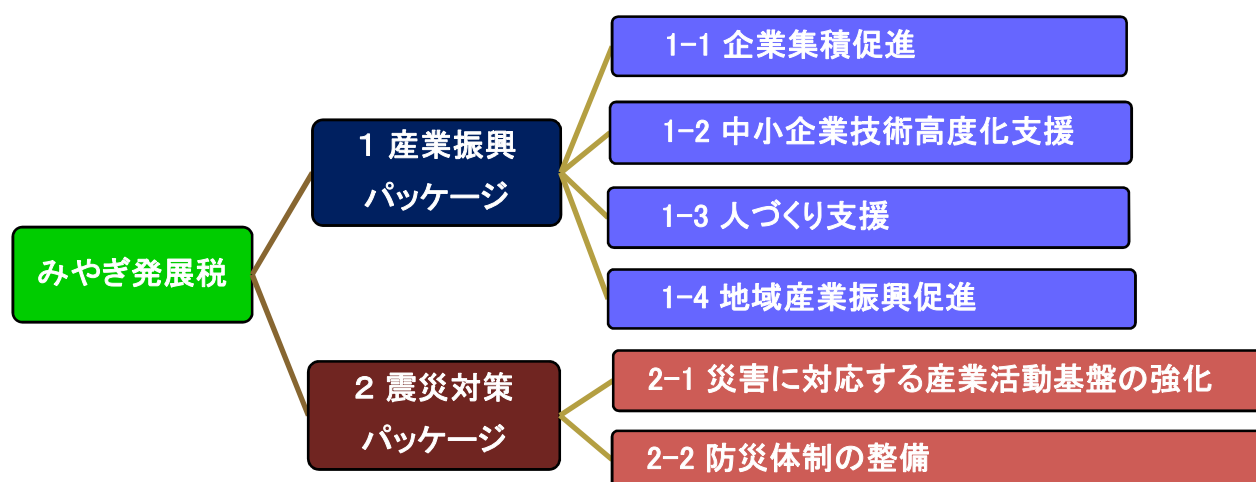 みやぎ発展税
1 産業振興
パッケージ
1-1 企業集積促進
1-2 中小企業技術高度化支援
1-3 人づくり支援
1-4 地域産業振興促進
2 震災対策
パッケージ
2-1 災害に対応する産業活動基盤の強化
2-2 防災体制の整備